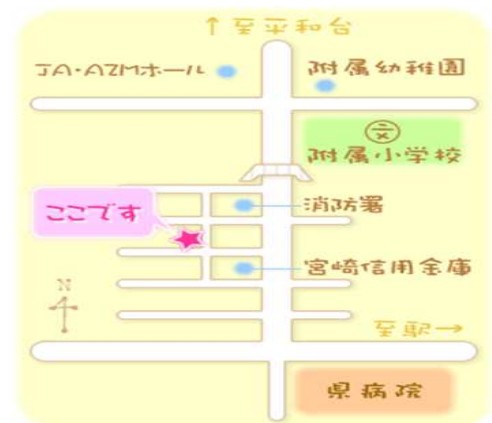 ↑至平和台
JA・AZMホール
附属幼稚園
文
附属小学校
ここです
消防署
宮崎信用金庫
N
至駅→
県病院